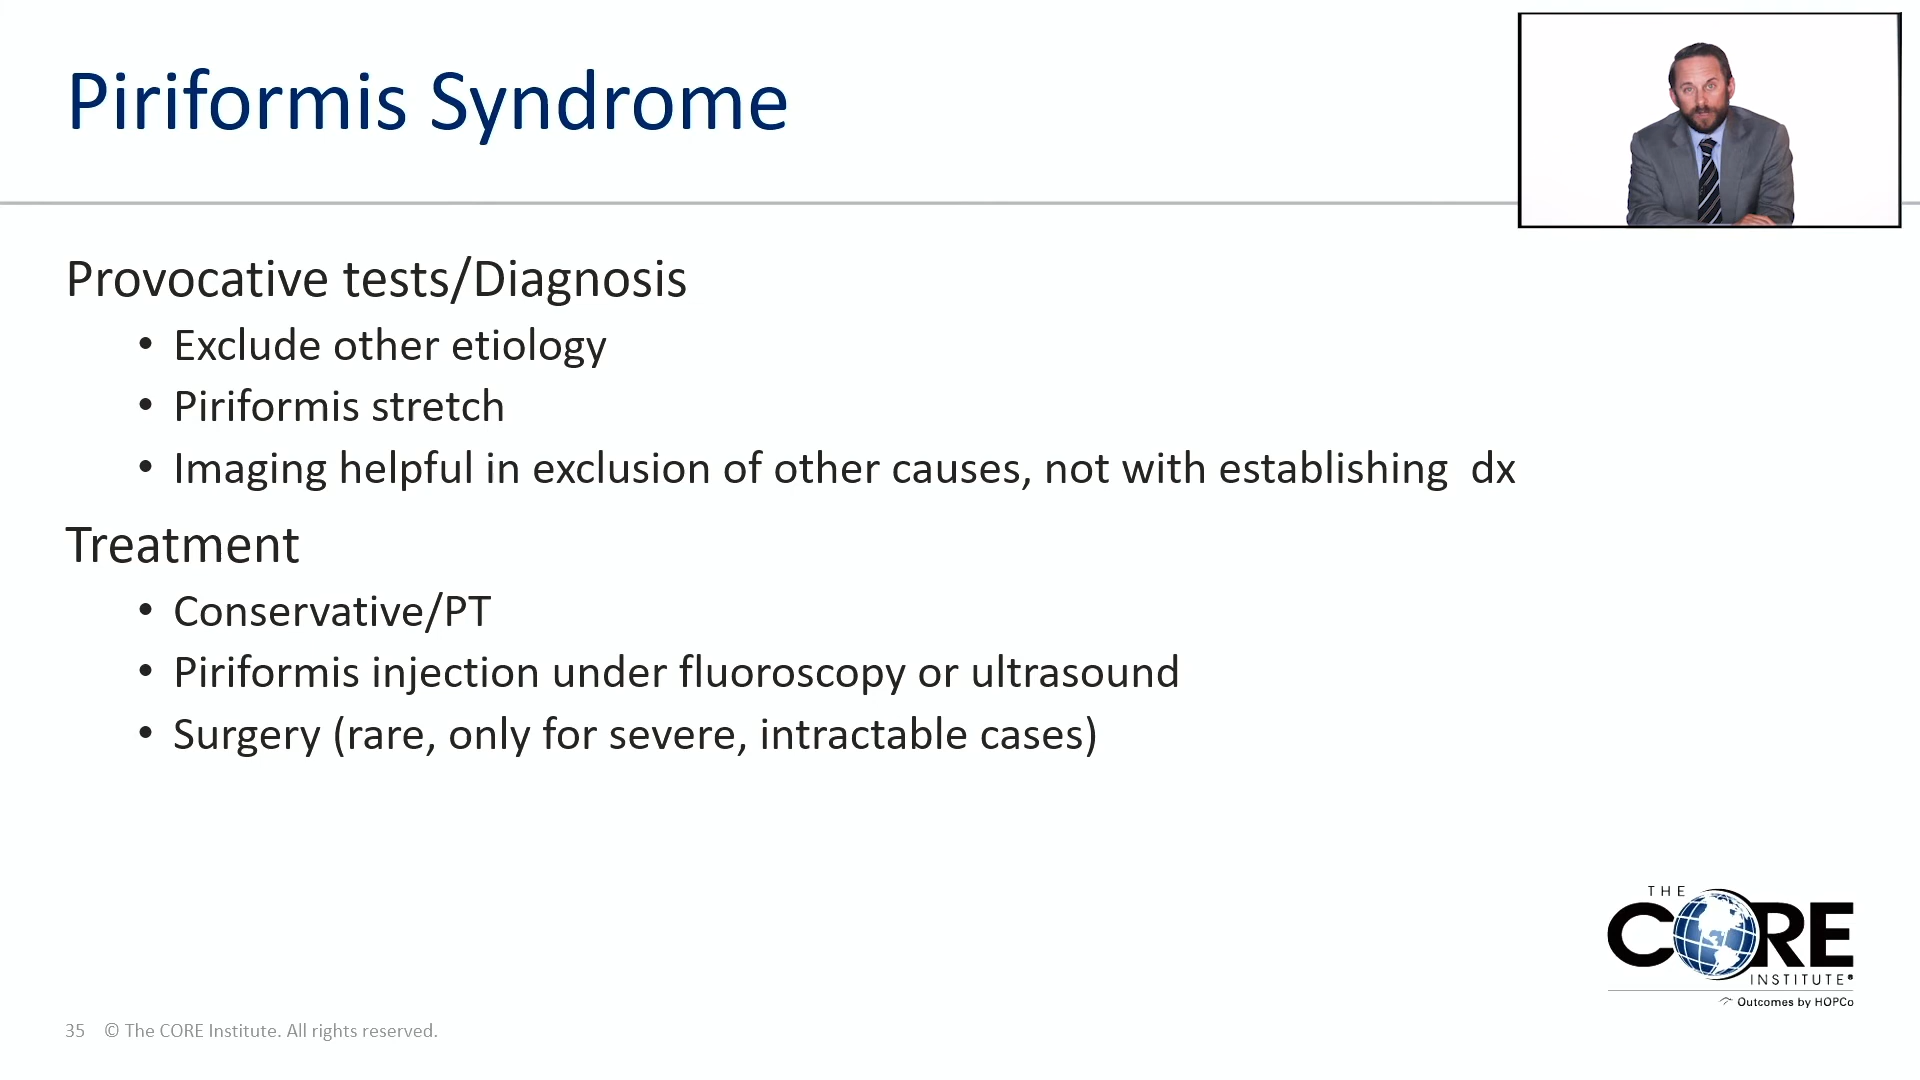 Piriformis Syndrome
Provocative tests/Diagnosis
• Exclude other etiology
• Piriformis stretch
• Imaging helpful in exclusion of other causes, not with establishing  dx
Treatment
• Conservative/PT
• Piriformis injection under fluoroscopy or ultrasound
• Surgery (rare, only for severe, intractable cases)
THE
CORE
INSTITUTE®
Outcomes by HOPCo
35 © The CORE Institute. All rights reserved.